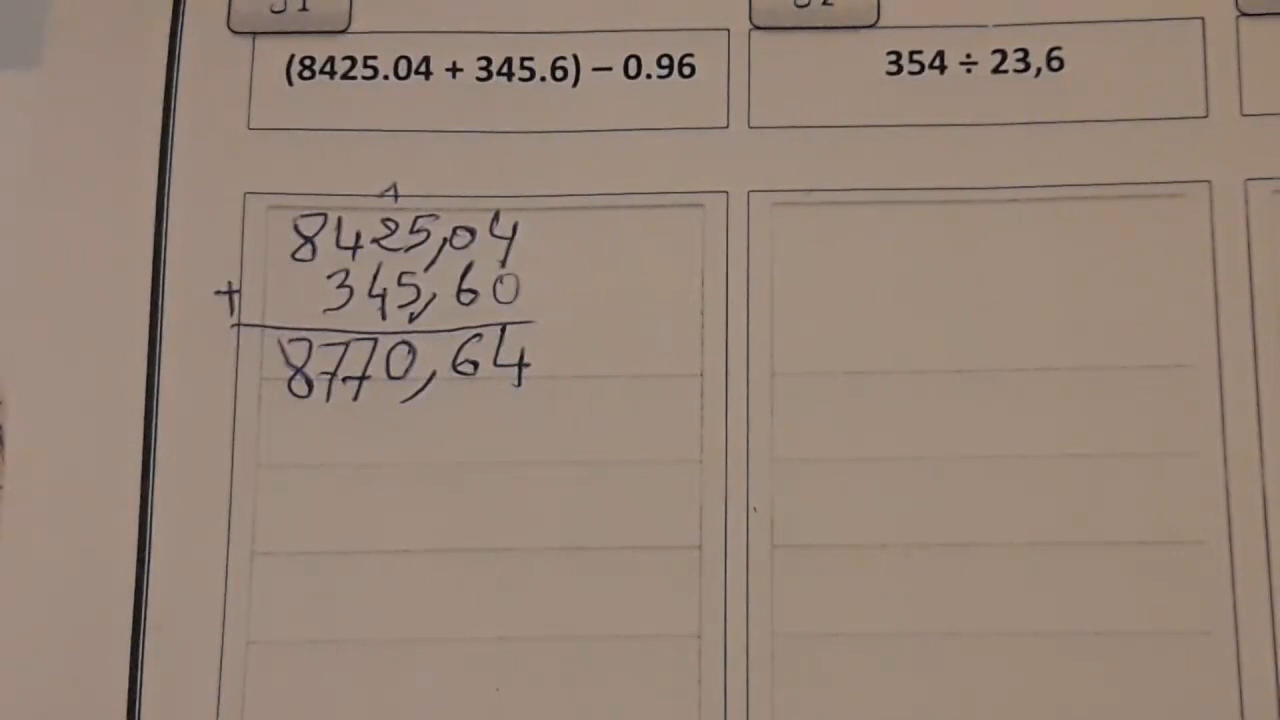 (8425.04 + 345.6) – 0.96
354 ÷ 23,6
1
8425,04
+ 345,60
8770,64